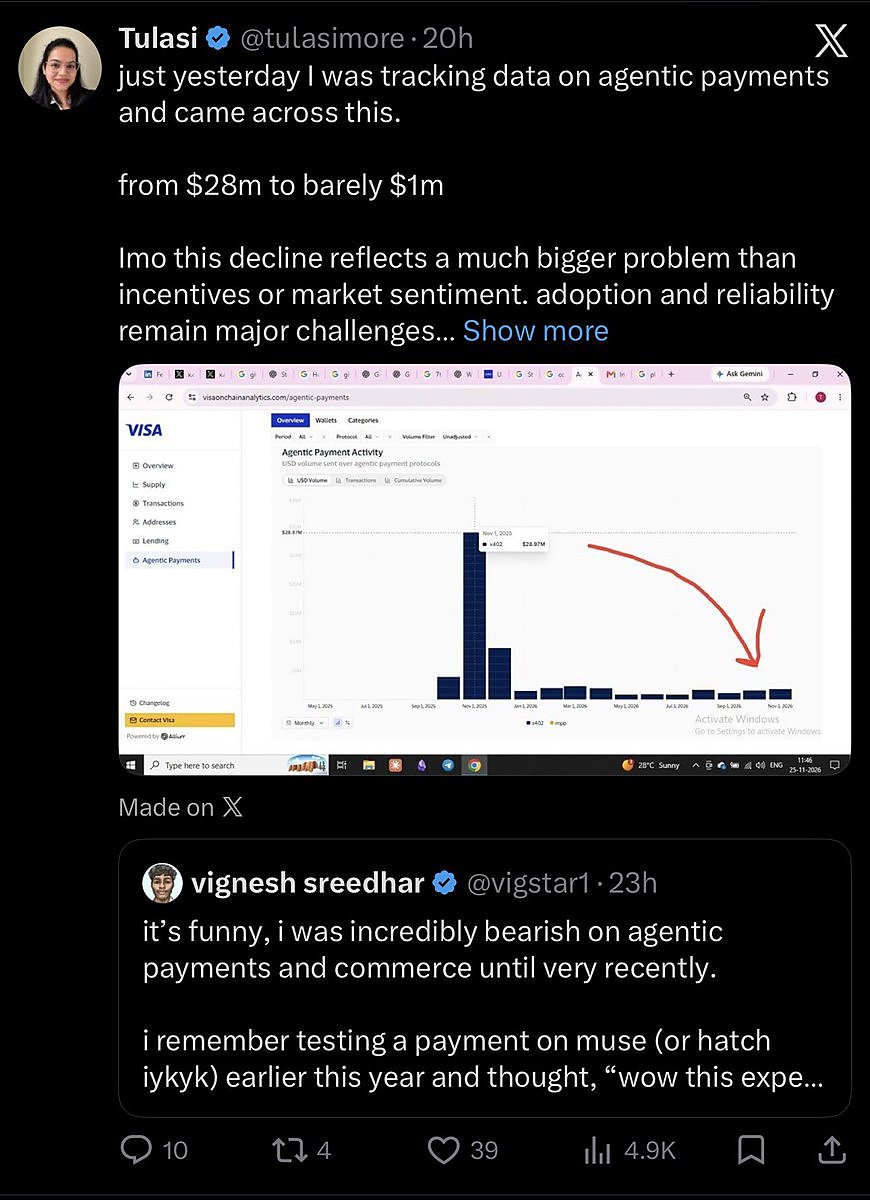 Tulasi @tulasimore · 20h
just yesterday I was tracking data on agentic payments
and came across this.
from $28m to barely $1m
Imo this decline reflects a much bigger problem than
incentives or market sentiment. adoption and reliability
remain major challenges... Show more
Ask Gemini
visaonchainanalytics.com/agentic-payments
VISA
Overview
Supply
Transactions
Addresses
Lending
Agentic Payments
Changelog
Contact Visa
Powered by Allium
Overview Wallets Categories
Period All Protocol All Volume Filter Unadjusted
Agentic Payment Activity
USD volume sent over agentic payment protocols
USD Volume Transactions Cumulative Volume
$28.97M
Nov 1, 2025
x402 $28.97M
May 1, 2025 Jul 1, 2025 Sep 1, 2025 Nov 1, 2025 Jan 1, 2026 Mar 1, 2026 May 1, 2026 Jul 1, 2026 Sep 1, 2026 Nov 1, 2026
Monthly %
x402 mpp
Activate Windows
Go to Settings to activate Windows.
Type here to search
28°C Sunny
ENG
11:46
25-11-2026
Made on X
vignesh sreedhar @vigstar1 · 23h
it’s funny, i was incredibly bearish on agentic
payments and commerce until very recently.
i remember testing a payment on muse (or hatch
iykyk) earlier this year and thought, “wow this expe...
10 4 39 4.9K